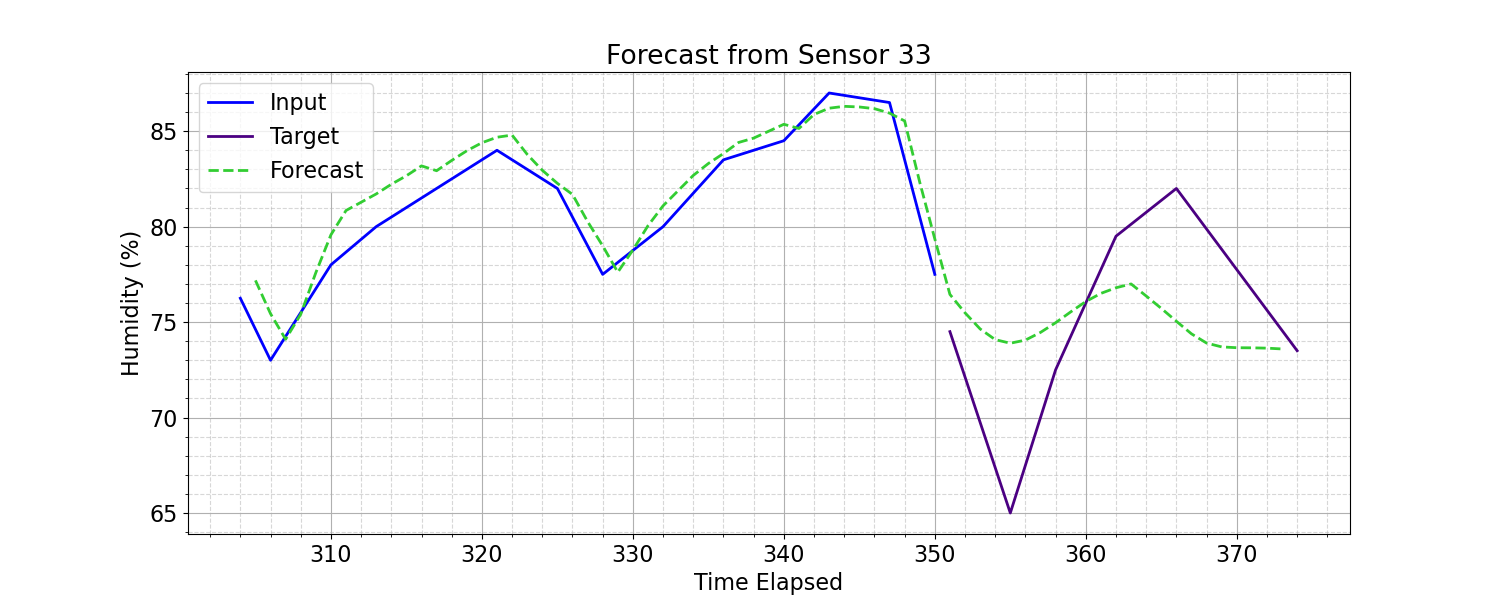 Forecast from Sensor 33
Input
Target
Forecast
Humidity (%)
85
80
75
70
65
310 320 330 340 350 360 370
Time Elapsed